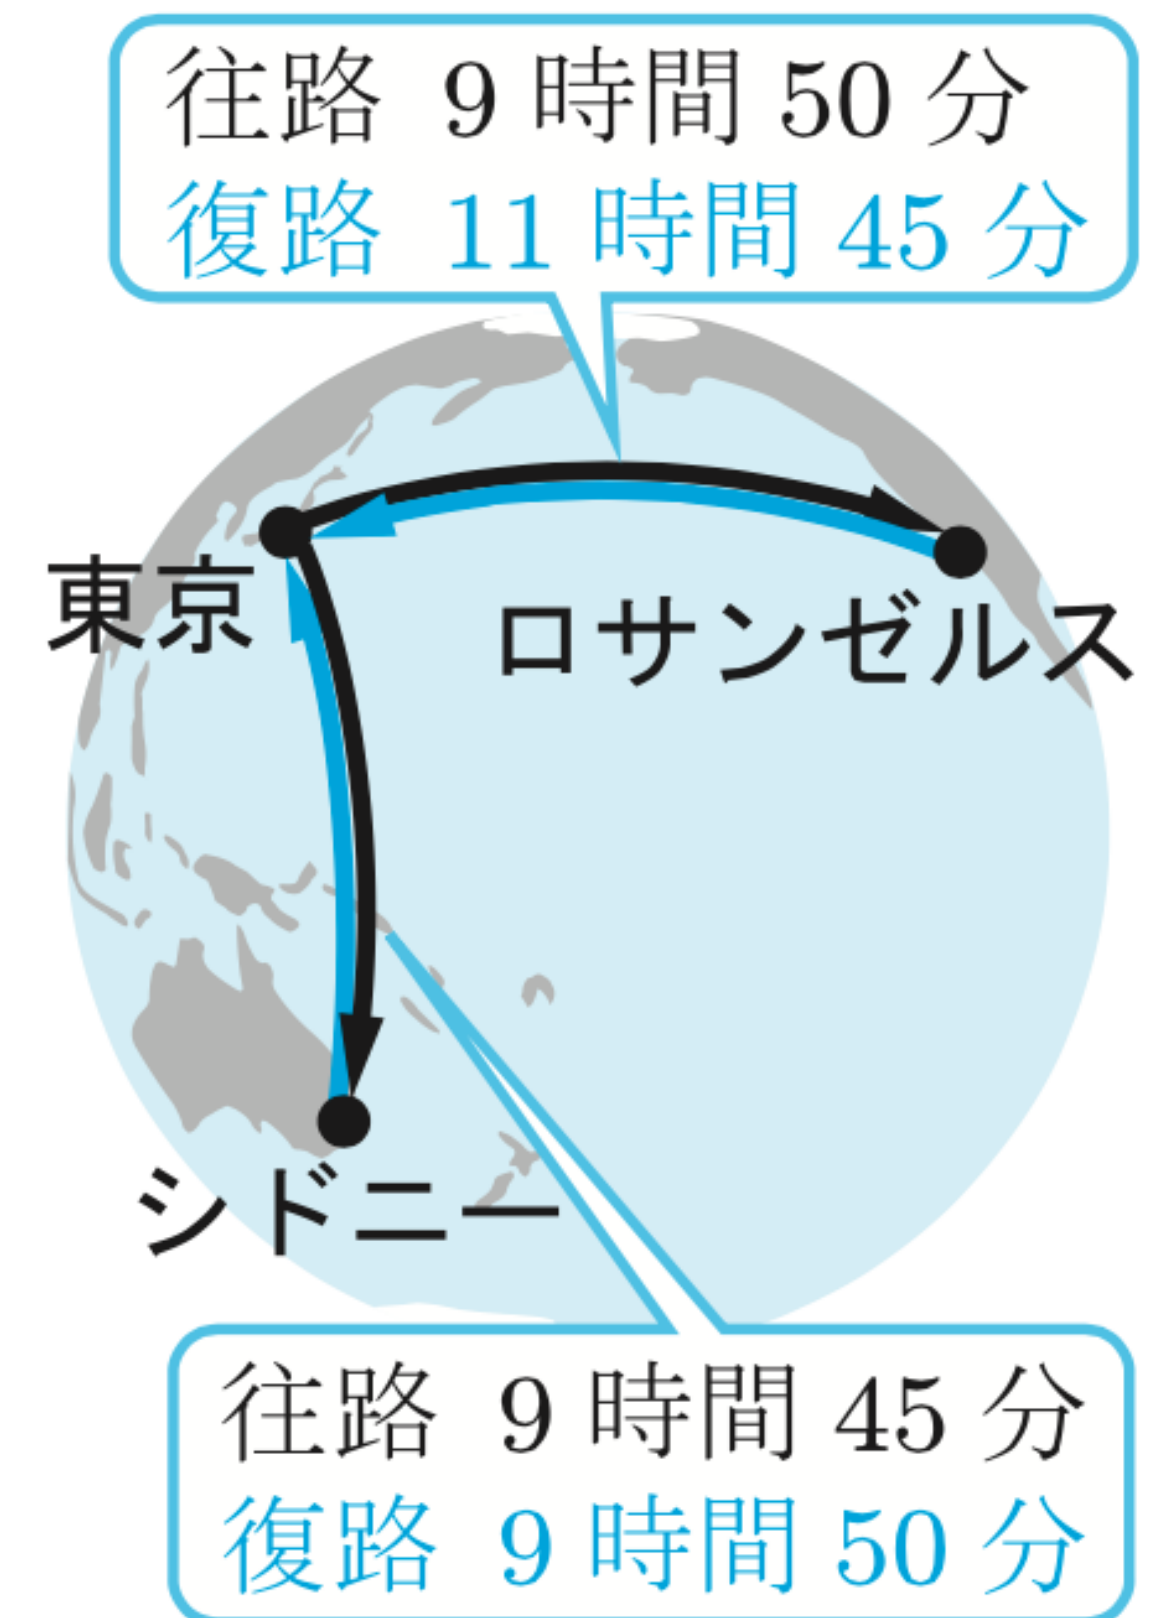 往路 9 時間 50 分
復路 11 時間 45 分
東京
ロサンゼルス
シドニー
往路 9 時間 45 分
復路 9 時間 50 分